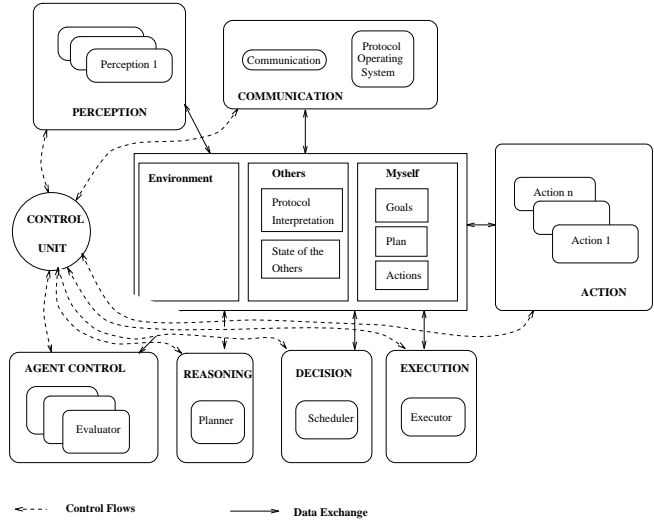 Perception 1
PERCEPTION
Communication
Protocol
Operating
System
COMMUNICATION
Environment
Others
Protocol
Interpretation
State of the
Others
Myself
Goals
Plan
Actions
Action n
Action 1
ACTION
CONTROL
UNIT
AGENT CONTROL
Evaluator
REASONING
Planner
DECISION
Scheduler
EXECUTION
Executor
Control Flows
Data Exchange